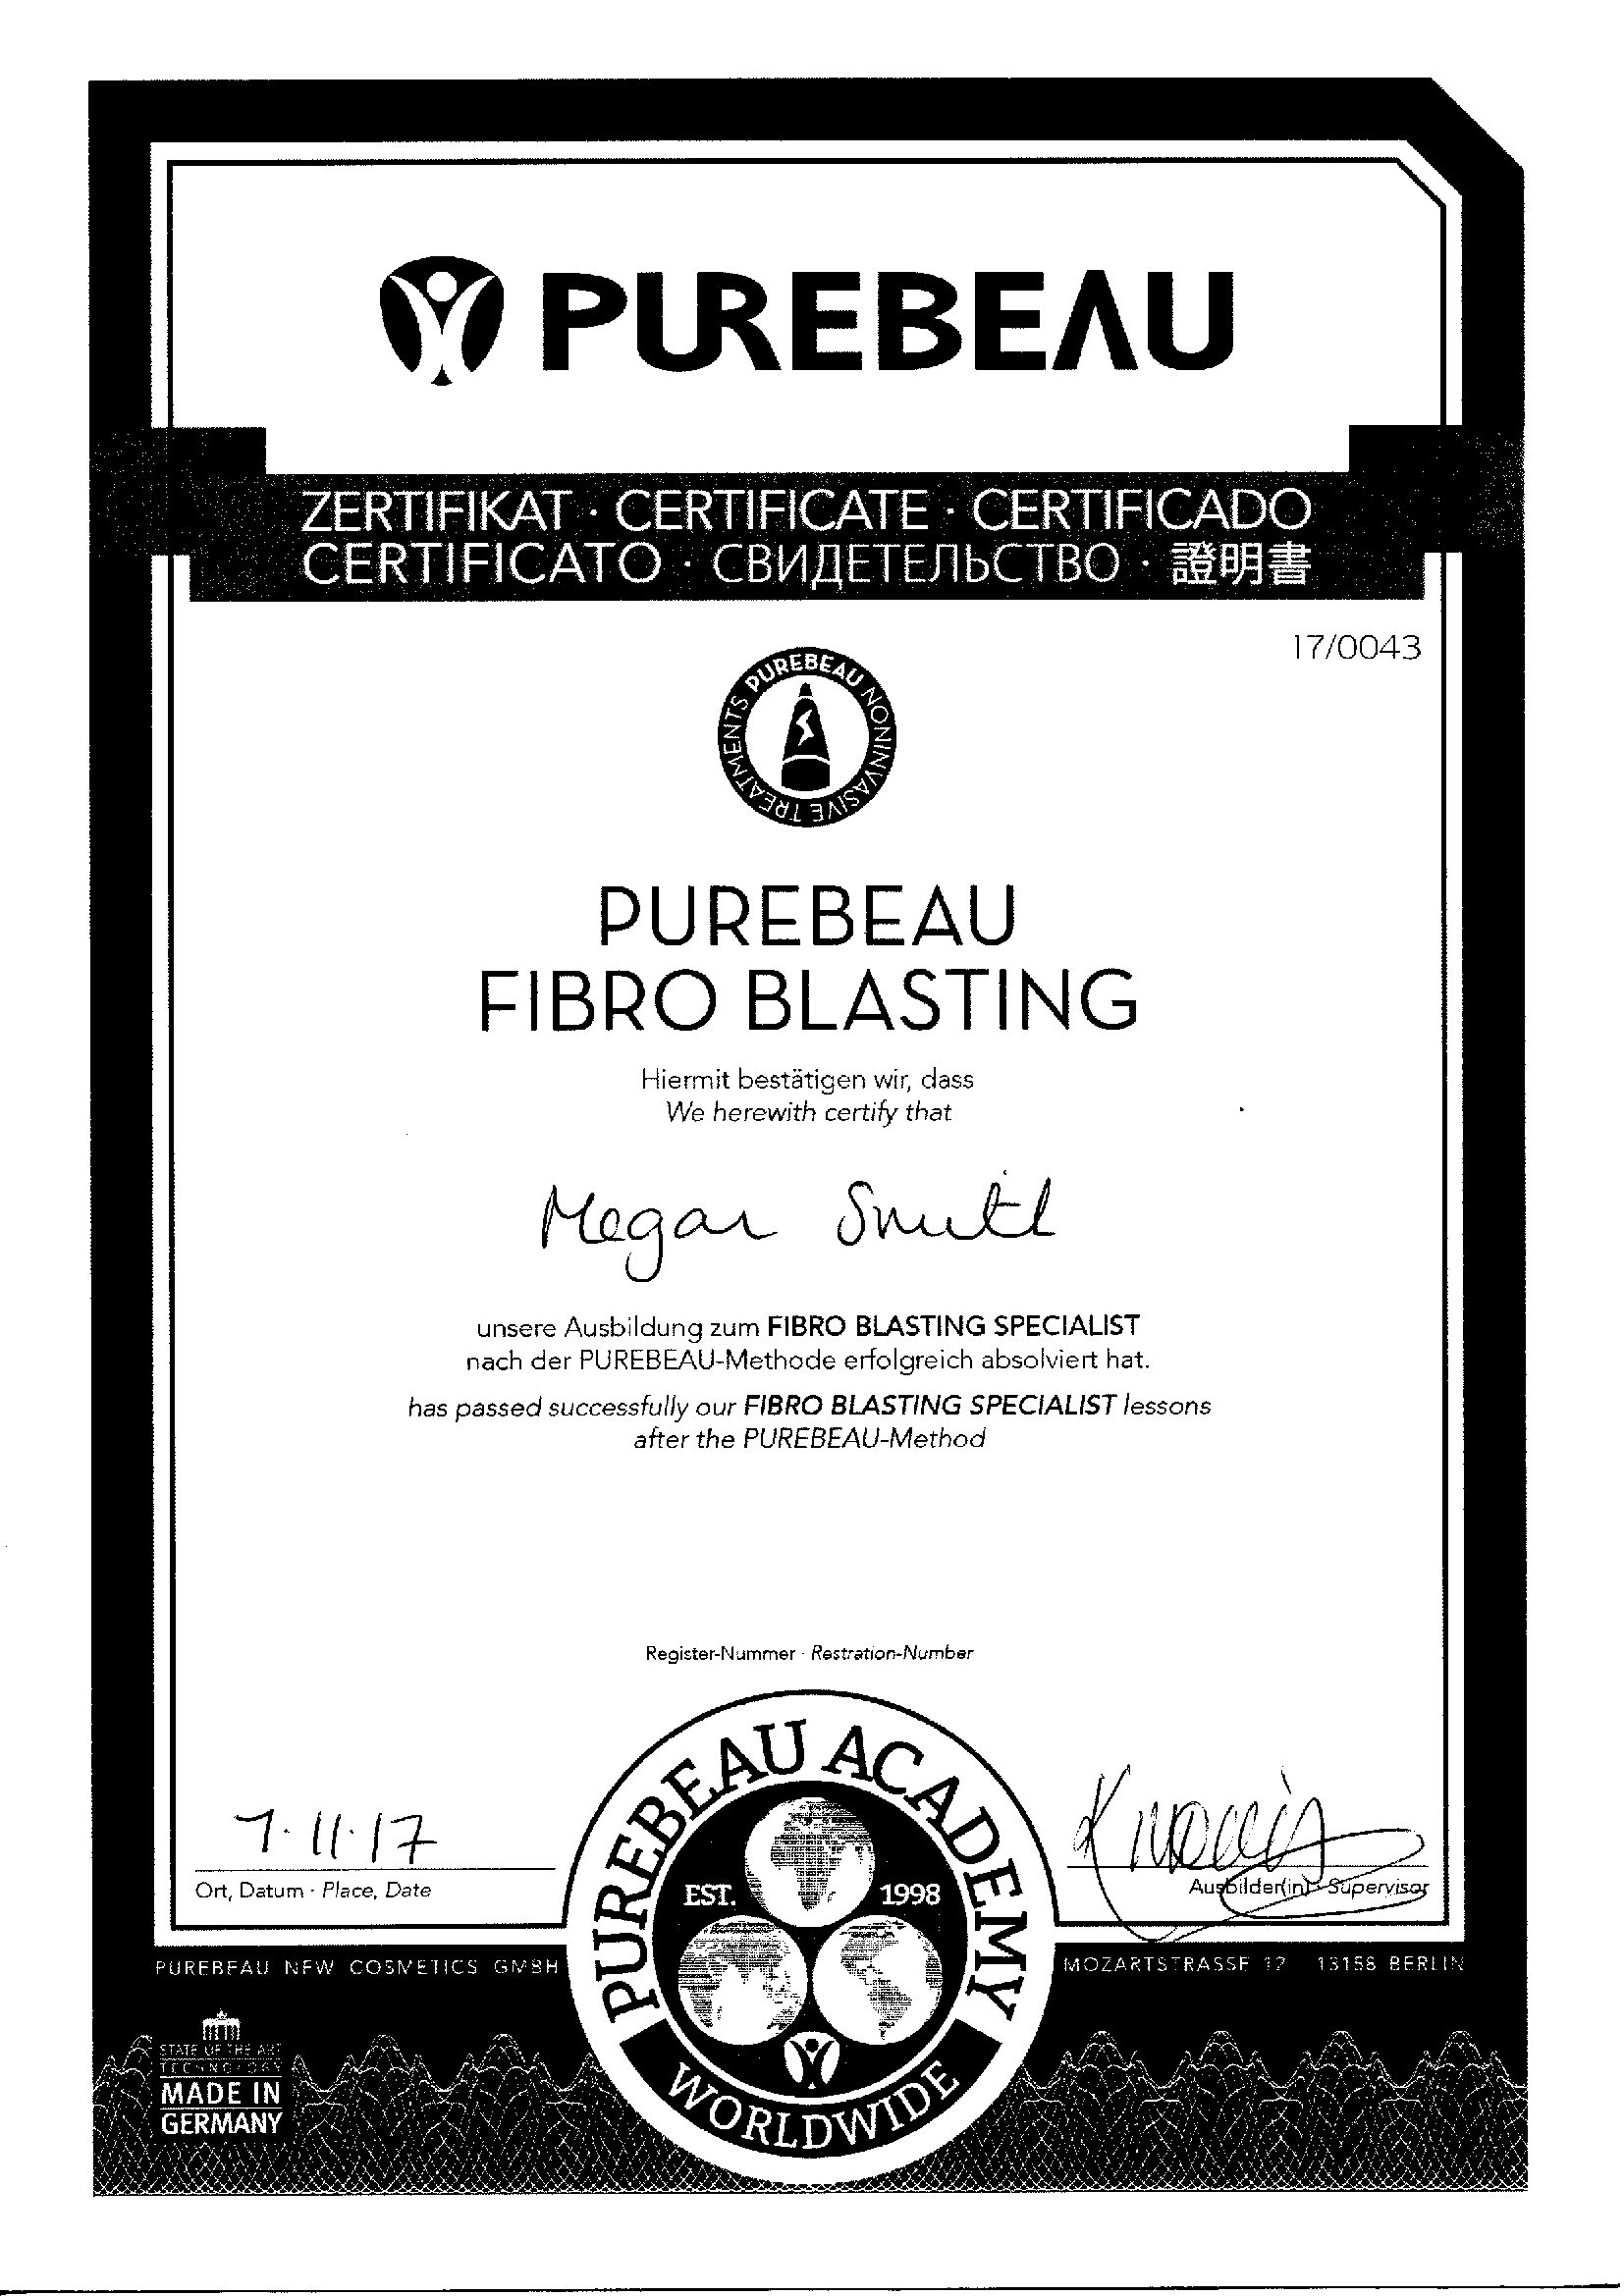 PUREBEAU
ZERTIFIKAT · CERTIFICATE · CERTIFICADO
CERTIFICATO · СВИДЕТЕЛЬСТВО · 證明書
17/0043
PUREBEAU NONINVASIVE TREATMENTS
PUREBEAU
FIBRO BLASTING
Hiermit bestätigen wir, dass
We herewith certify that
Megan Smith
unsere Ausbildung zum FIBRO BLASTING SPECIALIST
nach der PUREBEAU-Methode erfolgreich absolviert hat.
has passed successfully our FIBRO BLASTING SPECIALIST lessons
after the PUREBEAU-Method
Register-Nummer · Restration-Number
PUREBEAU ACADEMY
EST. 1998
WORLDWIDE
7.11.17
Ort, Datum · Place, Date
Ausbilder(in) · Supervisor
PUREBEAU NEW COSMETICS GMBH
MOZARTSTRASSE 12 13158 BERLIN
STATE OF THE ART
TECHNOLOGY
MADE IN
GERMANY